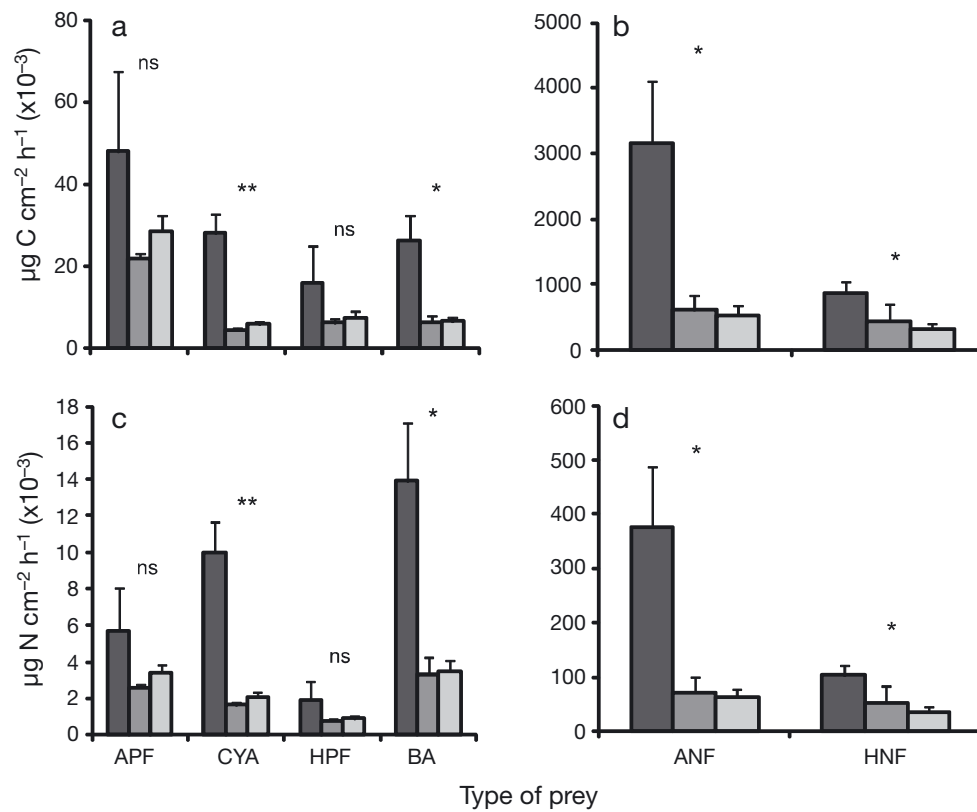 a
ns
**
ns
*
80
60
40
20
0
µg C cm⁻² h⁻¹ (x10⁻³)
b
*
*
5000
4000
3000
2000
1000
0
c
ns
**
ns
*
18
16
14
12
10
8
6
4
2
0
µg N cm⁻² h⁻¹ (x10⁻³)
APF CYA HPF BA
d
*
*
600
500
400
300
200
100
0
ANF HNF
Type of prey